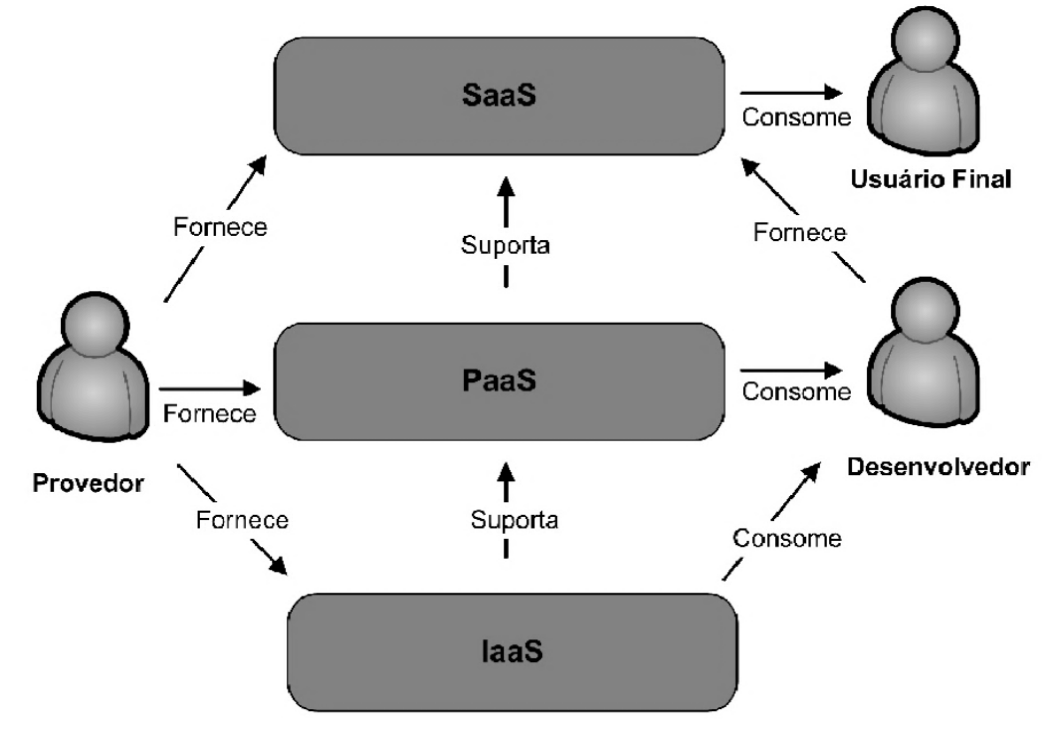 SaaS
Consome
Usuário Final
Fornece
Suporta
Fornece
PaaS
Consome
Fornece
Provedor
Desenvolvedor
Fornece
Suporta
Consome
IaaS